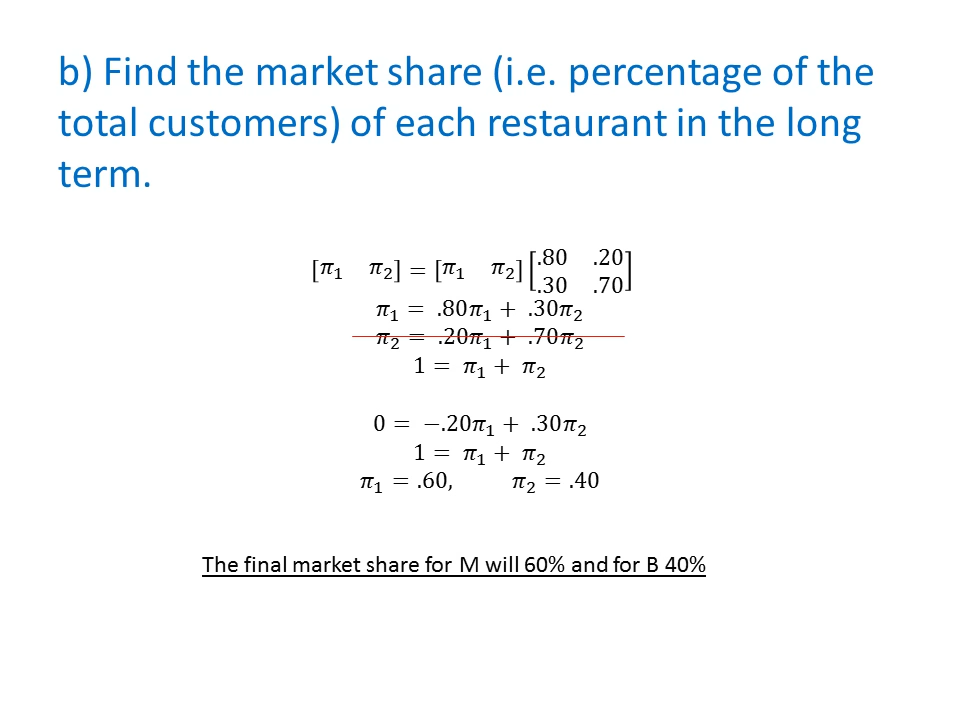 b) Find the market share (i.e. percentage of the
total customers) of each restaurant in the long
term.
[π₁ π₂] = [π₁ π₂] [.80 .20
.30 .70]
π₁ = .80π₁ + .30π₂
π₂ = .20π₁ + .70π₂
1 = π₁ + π₂
0 = −.20π₁ + .30π₂
1 = π₁ + π₂
π₁ = .60, π₂ = .40
The final market share for M will 60% and for B 40%